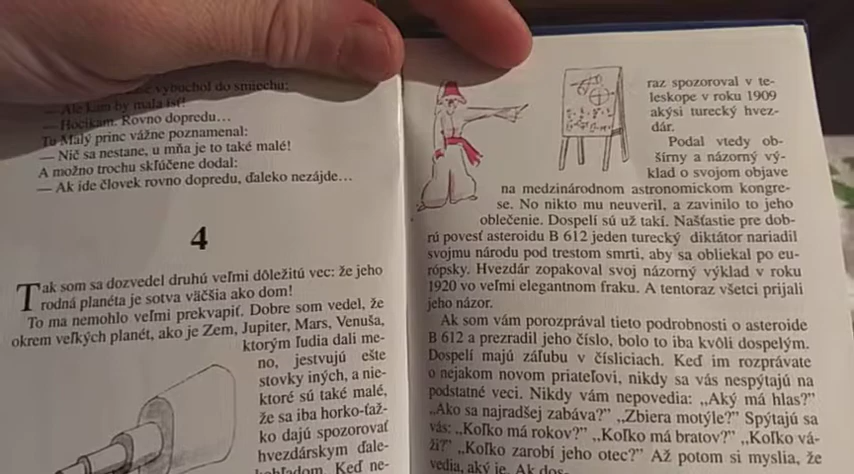 vybuchol do smiechu:
— Ale kam by mala ísť!
— Hocikam. Rovno dopredu…
Tu Malý princ vážne poznamenal:
— Nič sa nestane, u mňa je to také malé!
A možno trochu skľúčene dodal:
— Ak ide človek rovno dopredu, ďaleko nezájde…
4
Tak som sa dozvedel druhú veľmi dôležitú vec: že jeho
rodná planéta je sotva väčšia ako dom!
To ma nemohlo veľmi prekvapiť. Dobre som vedel, že
okrem veľkých planét, ako je Zem, Jupiter, Mars, Venuša,
ktorým ľudia dali me-
no, jestvujú ešte
stovky iných, a nie-
ktoré sú také malé,
že sa iba horko-ťaž-
ko dajú spozorovať
hvezdárskym ďale-
kohľadom. Keď ne-
raz spozoroval v te-
leskope v roku 1909
akýsi turecký hvez-
dár.
Podal vtedy ob-
šírny a názorný vý-
klad o svojom objave
na medzinárodnom astronomickom kongre-
se. No nikto mu neuveril, a zavinilo to jeho
oblečenie. Dospelí sú už takí. Našťastie pre dob-
rú povesť asteroidu B 612 jeden turecký diktátor nariadil
svojmu národu pod trestom smrti, aby sa obliekal po eu-
rópsky. Hvezdár zopakoval svoj názorný výklad v roku
1920 vo veľmi elegantnom fraku. A tentoraz všetci prijali
jeho názor.
Ak som vám porozprával tieto podrobnosti o asteroide
B 612 a prezradil jeho číslo, bolo to iba kvôli dospelým.
Dospelí majú záľubu v čísliciach. Keď im rozprávate
o nejakom novom priateľovi, nikdy sa vás nespýtajú na
podstatné veci. Nikdy vám nepovedia: „Aký má hlas?”
„Ako sa najradšej zabáva?” „Zbiera motýle?” Spýtajú sa
vás: „Koľko má rokov?” „Koľko má bratov?” „Koľko vá-
ži?” „Koľko zarobí jeho otec?” Až potom si myslia, že
vedia, aký je. Ak dos-